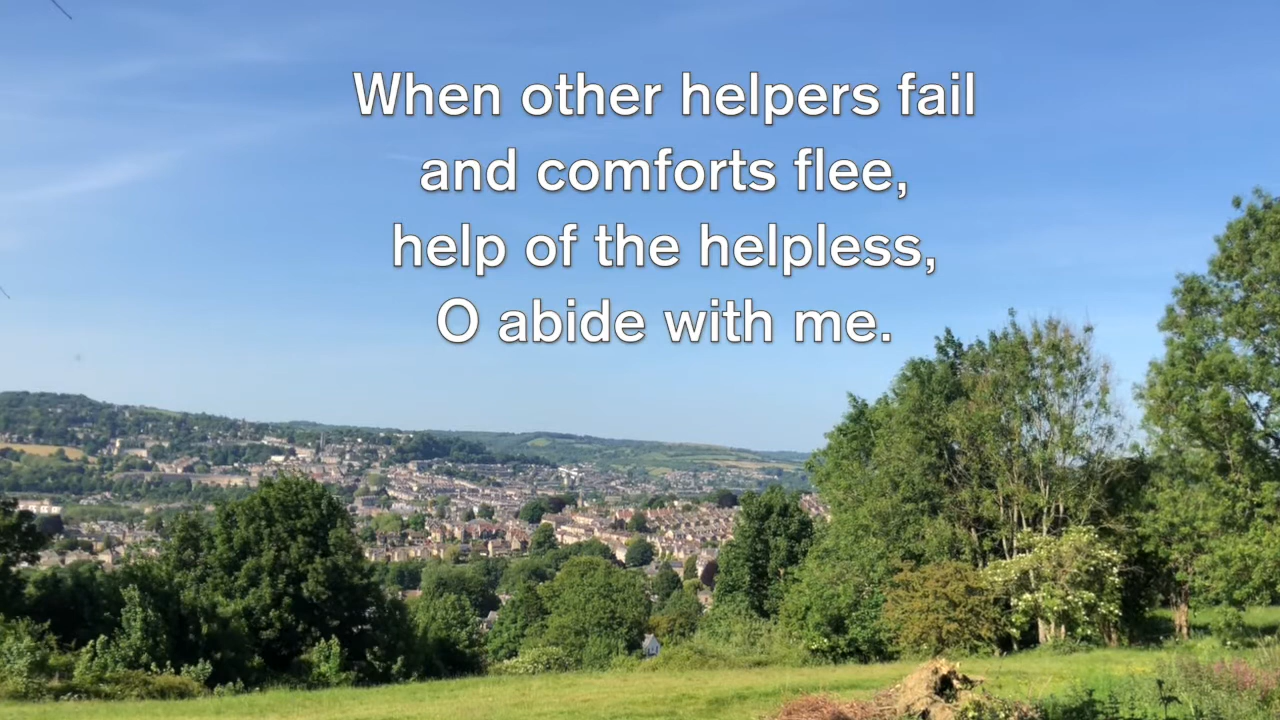 When other helpers fail
and comforts flee,
help of the helpless,
O abide with me.